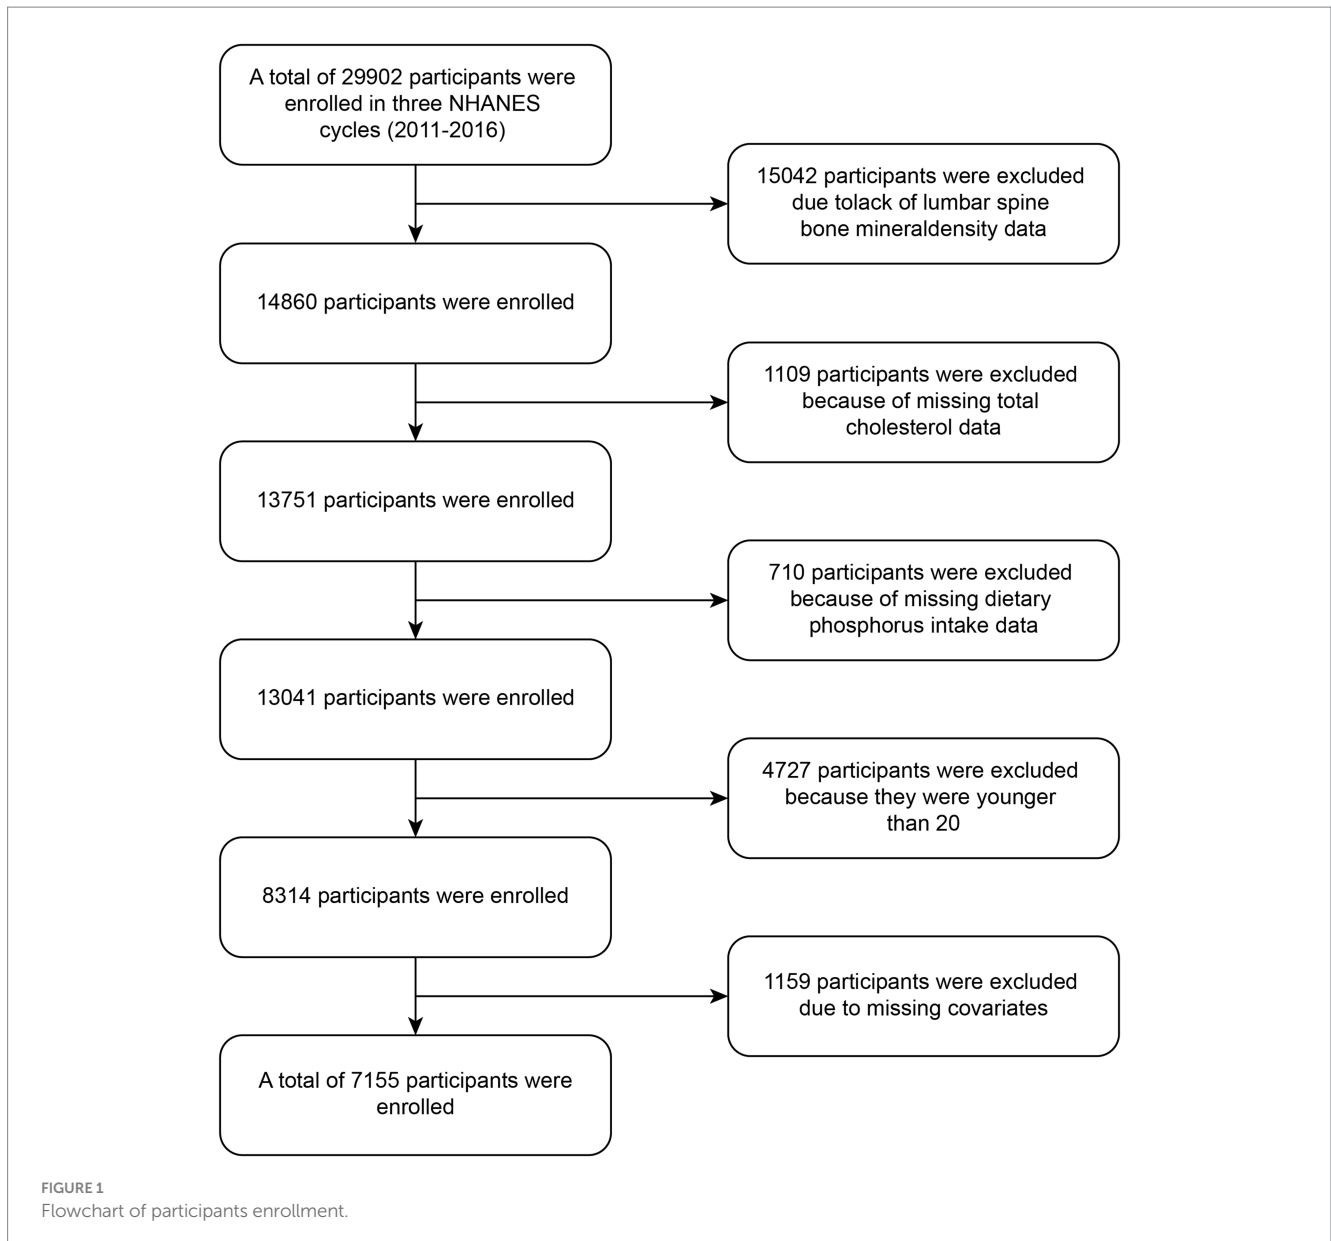 A total of 29902 participants were
enrolled in three NHANES
cycles (2011-2016)
15042 participants were excluded
due tolack of lumbar spine
bone mineraldensity data
14860 participants were enrolled
1109 participants were excluded
because of missing total
cholesterol data
13751 participants were enrolled
710 participants were excluded
because of missing dietary
phosphorus intake data
13041 participants were enrolled
4727 participants were excluded
because they were younger
than 20
8314 participants were enrolled
1159 participants were excluded
due to missing covariates
A total of 7155 participants were
enrolled
FIGURE 1
Flowchart of participants enrollment.